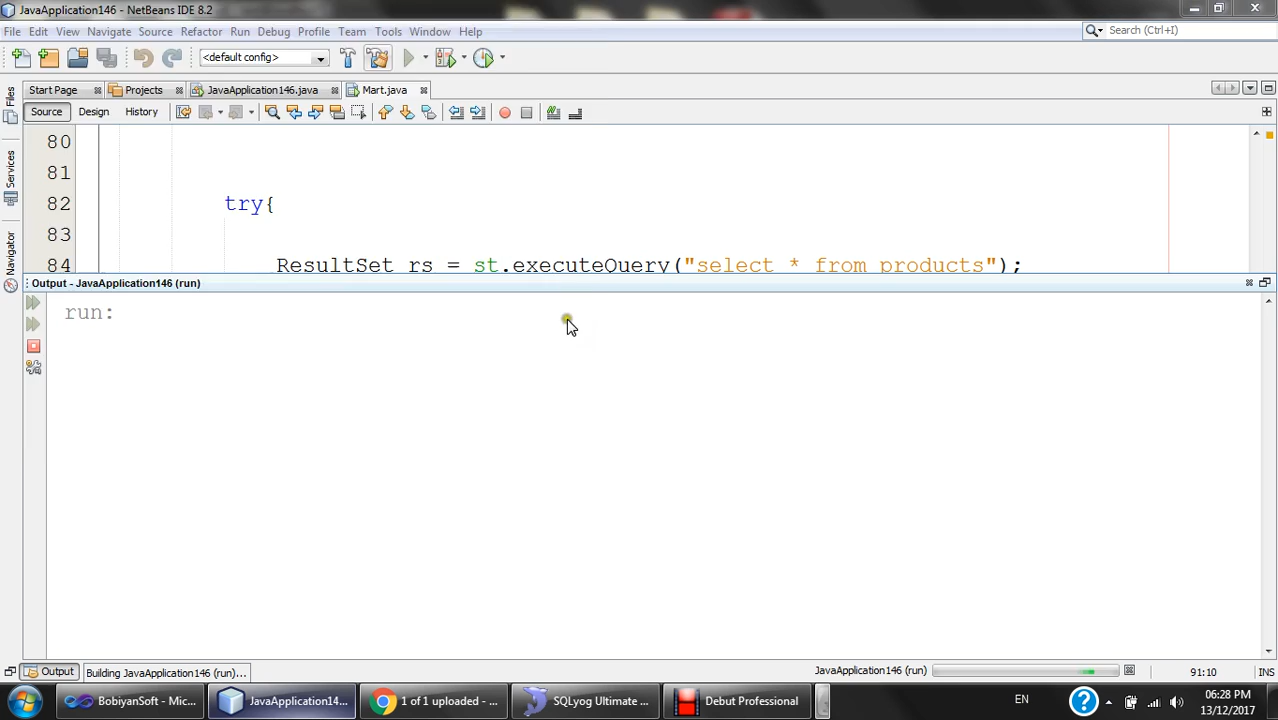 JavaApplication146 - NetBeans IDE 8.2
File Edit View Navigate Source Refactor Run Debug Profile Team Tools Window Help
Search (Ctrl+I)
<default config>
Start Page Projects JavaApplication146.java Mart.java
Source Design History
Files
Services
Navigator
80
81
82 try{
83
84 ResultSet rs = st.executeQuery("select * from products");
Output - JavaApplication146 (run)
run:
Output Building JavaApplication146 (run)... JavaApplication146 (run) 91:10 INS
BobiyanSoft - Mic... JavaApplication14... 1 of 1 uploaded - ... SQLyog Ultimate ... Debut Professional EN 06:28 PM
13/12/2017